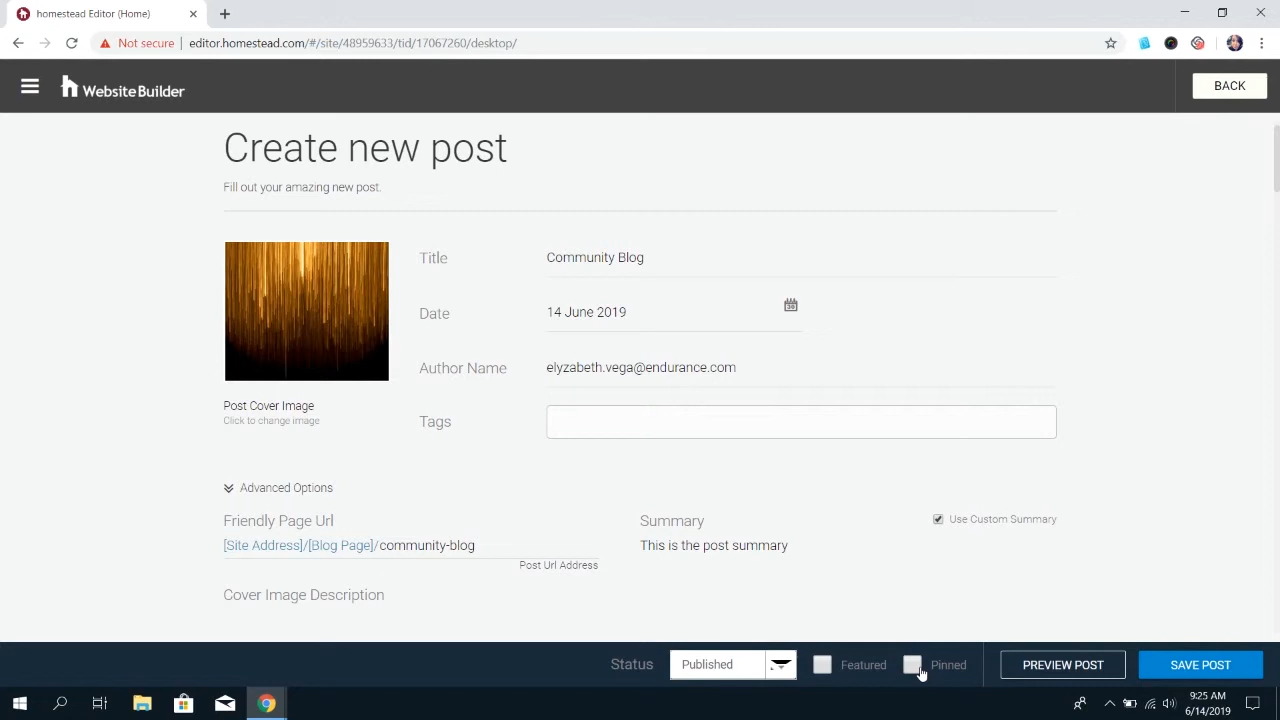 homestead Editor (Home)
Not secure
editor.homestead.com/#/site/48959633/tid/17067260/desktop/
h WebsiteBuilder
BACK
Create new post
Fill out your amazing new post.
Title
Community Blog
Date
14 June 2019
30
Author Name
elyzabeth.vega@endurance.com
Post Cover Image
Click to change image
Tags
Advanced Options
Friendly Page Url
[Site Address]/[Blog Page]/community-blog
Post Url Address
Summary
Use Custom Summary
This is the post summary
Cover Image Description
Status
Published
Featured
Pinned
PREVIEW POST
SAVE POST
9:25 AM
6/14/2019